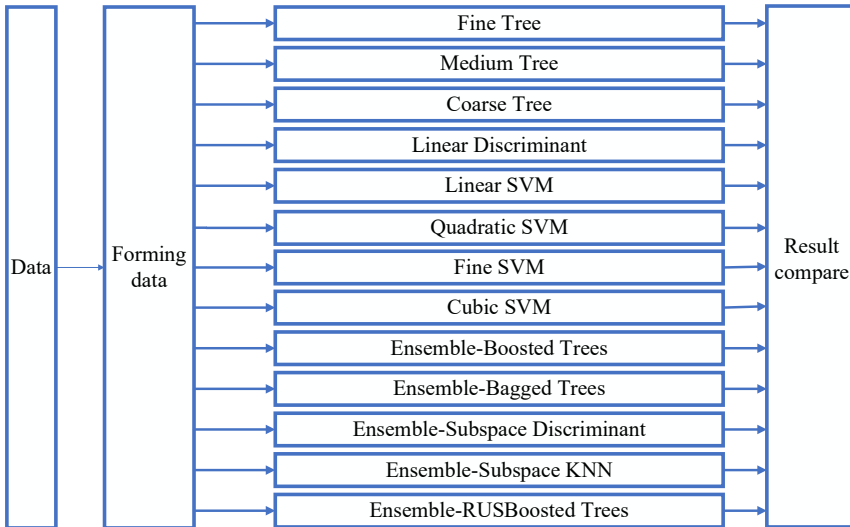 Data
Forming
data
Fine Tree
Medium Tree
Coarse Tree
Linear Discriminant
Linear SVM
Quadratic SVM
Fine SVM
Cubic SVM
Ensemble-Boosted Trees
Ensemble-Bagged Trees
Ensemble-Subspace Discriminant
Ensemble-Subspace KNN
Ensemble-RUSBoosted Trees
Result
compare